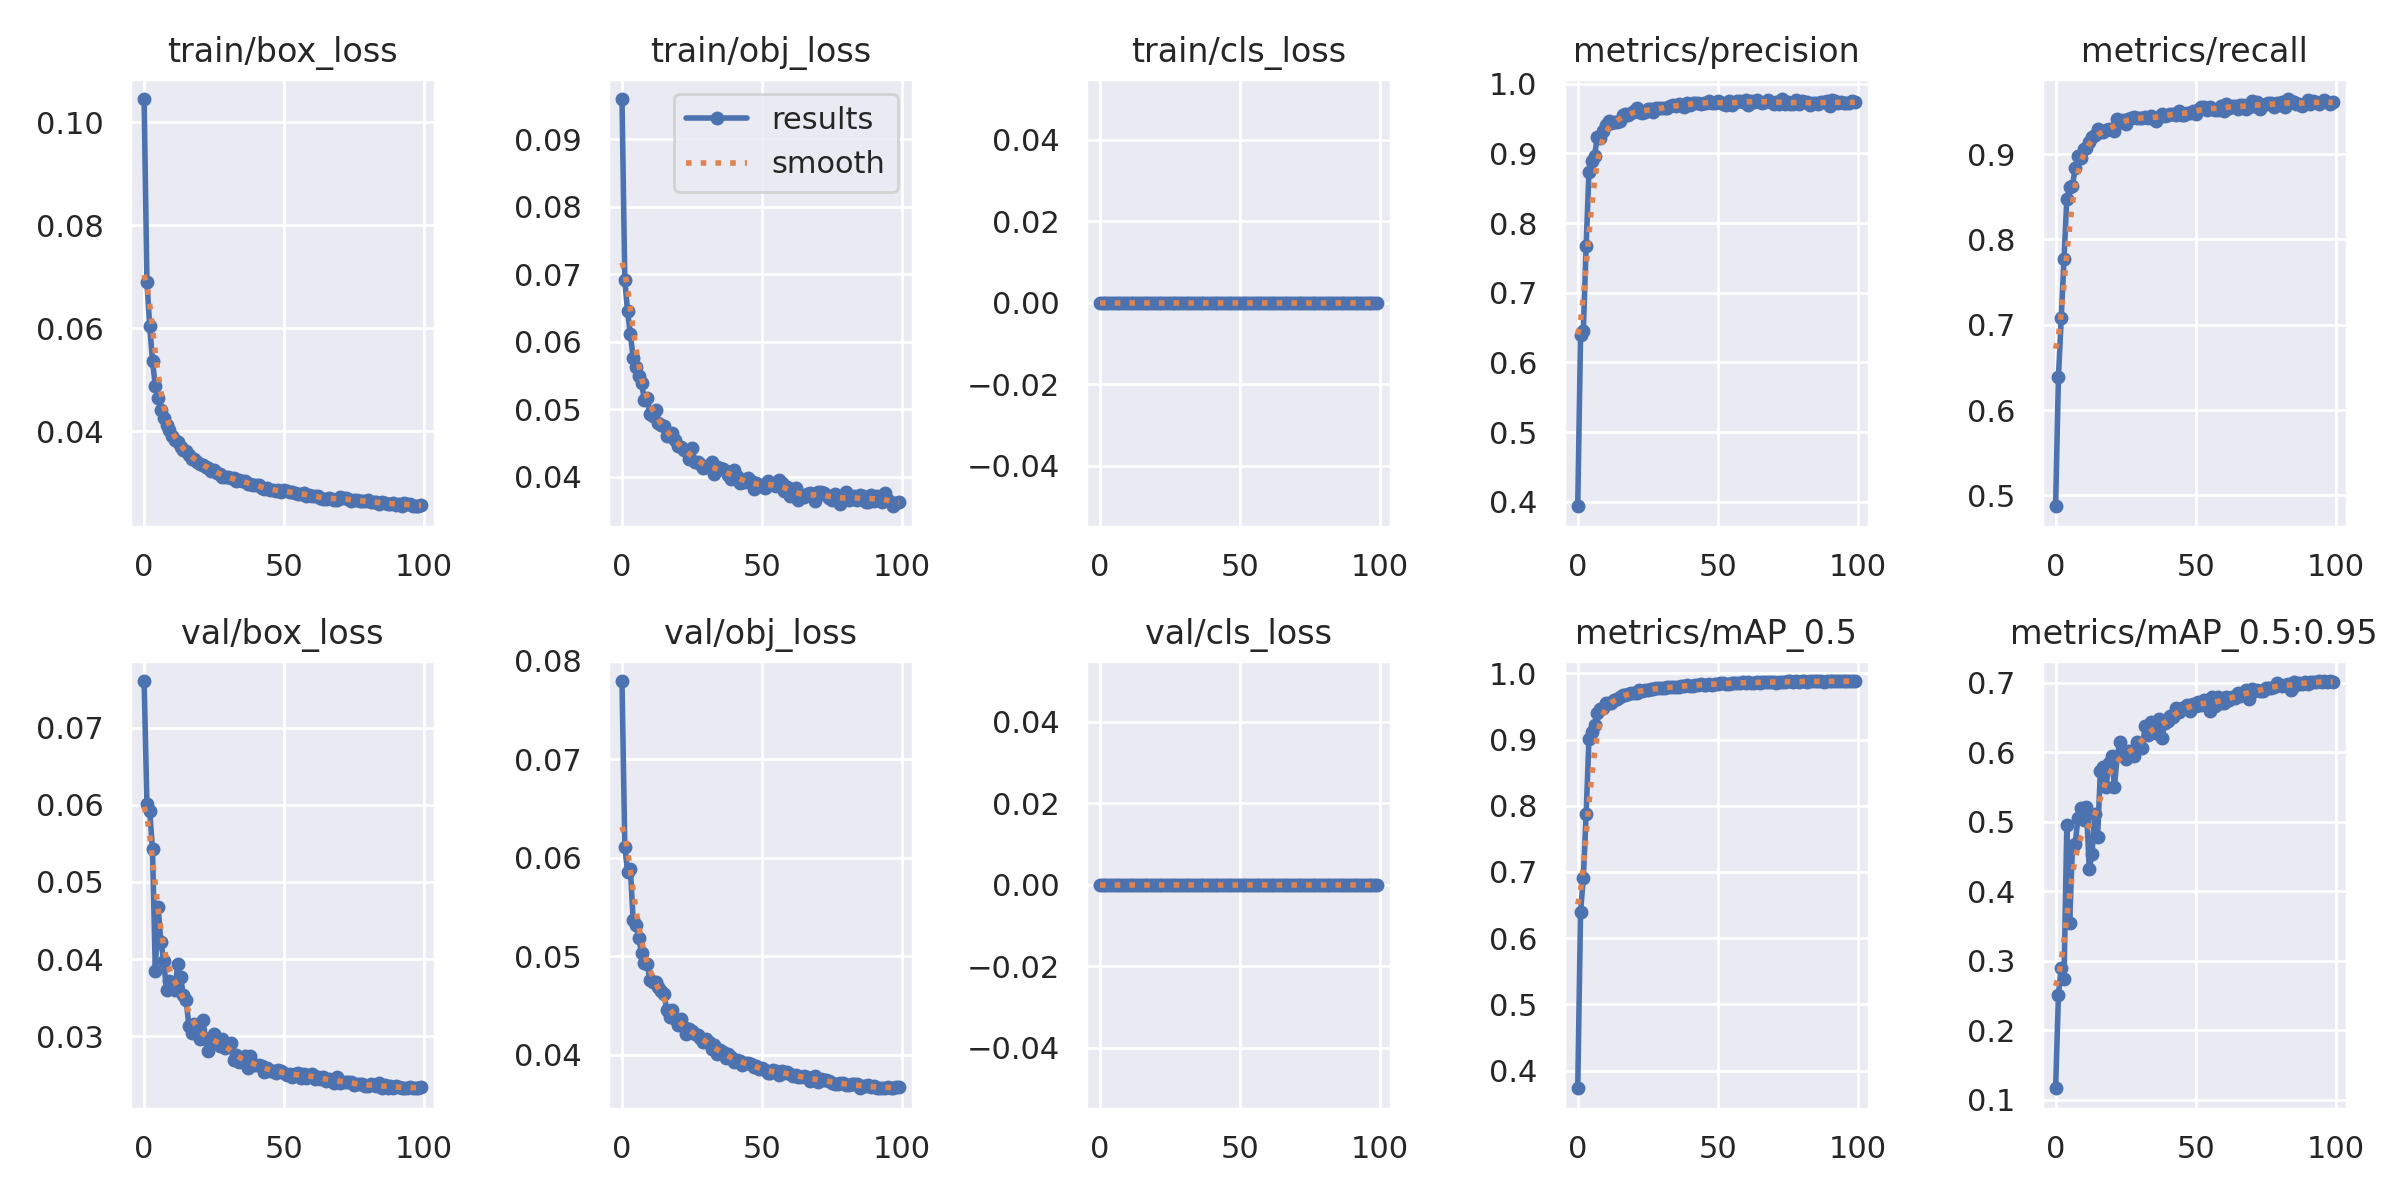 train/box_loss
train/obj_loss
train/cls_loss
metrics/precision
metrics/recall
results
smooth
0.10
0.08
0.06
0.04
0 50 100
0.09
0.08
0.07
0.06
0.05
0.04
0 50 100
0.04
0.02
0.00
−0.02
−0.04
0 50 100
1.0
0.9
0.8
0.7
0.6
0.5
0.4
0 50 100
0.9
0.8
0.7
0.6
0.5
0 50 100
val/box_loss
val/obj_loss
val/cls_loss
metrics/mAP_0.5
metrics/mAP_0.5:0.95
0.07
0.06
0.05
0.04
0.03
0 50 100
0.08
0.07
0.06
0.05
0.04
0 50 100
0.04
0.02
0.00
−0.02
−0.04
0 50 100
1.0
0.9
0.8
0.7
0.6
0.5
0.4
0 50 100
0.7
0.6
0.5
0.4
0.3
0.2
0.1
0 50 100